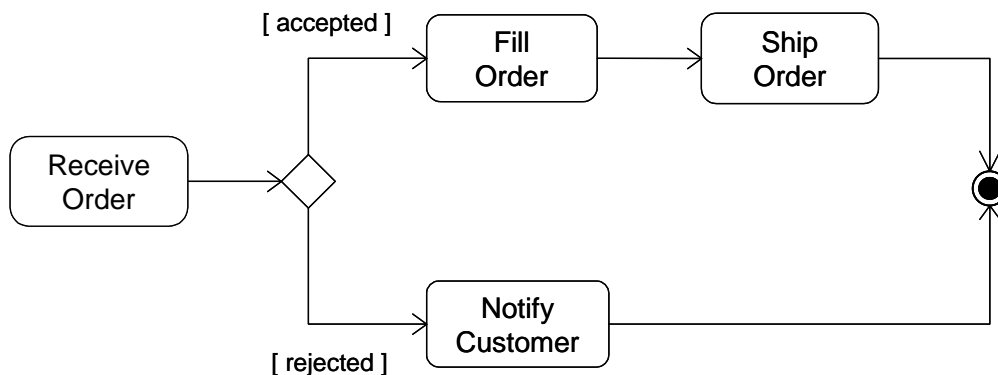 [ accepted ]
Fill
Order
Ship
Order
Receive
Order
Notify
Customer
[ rejected ]